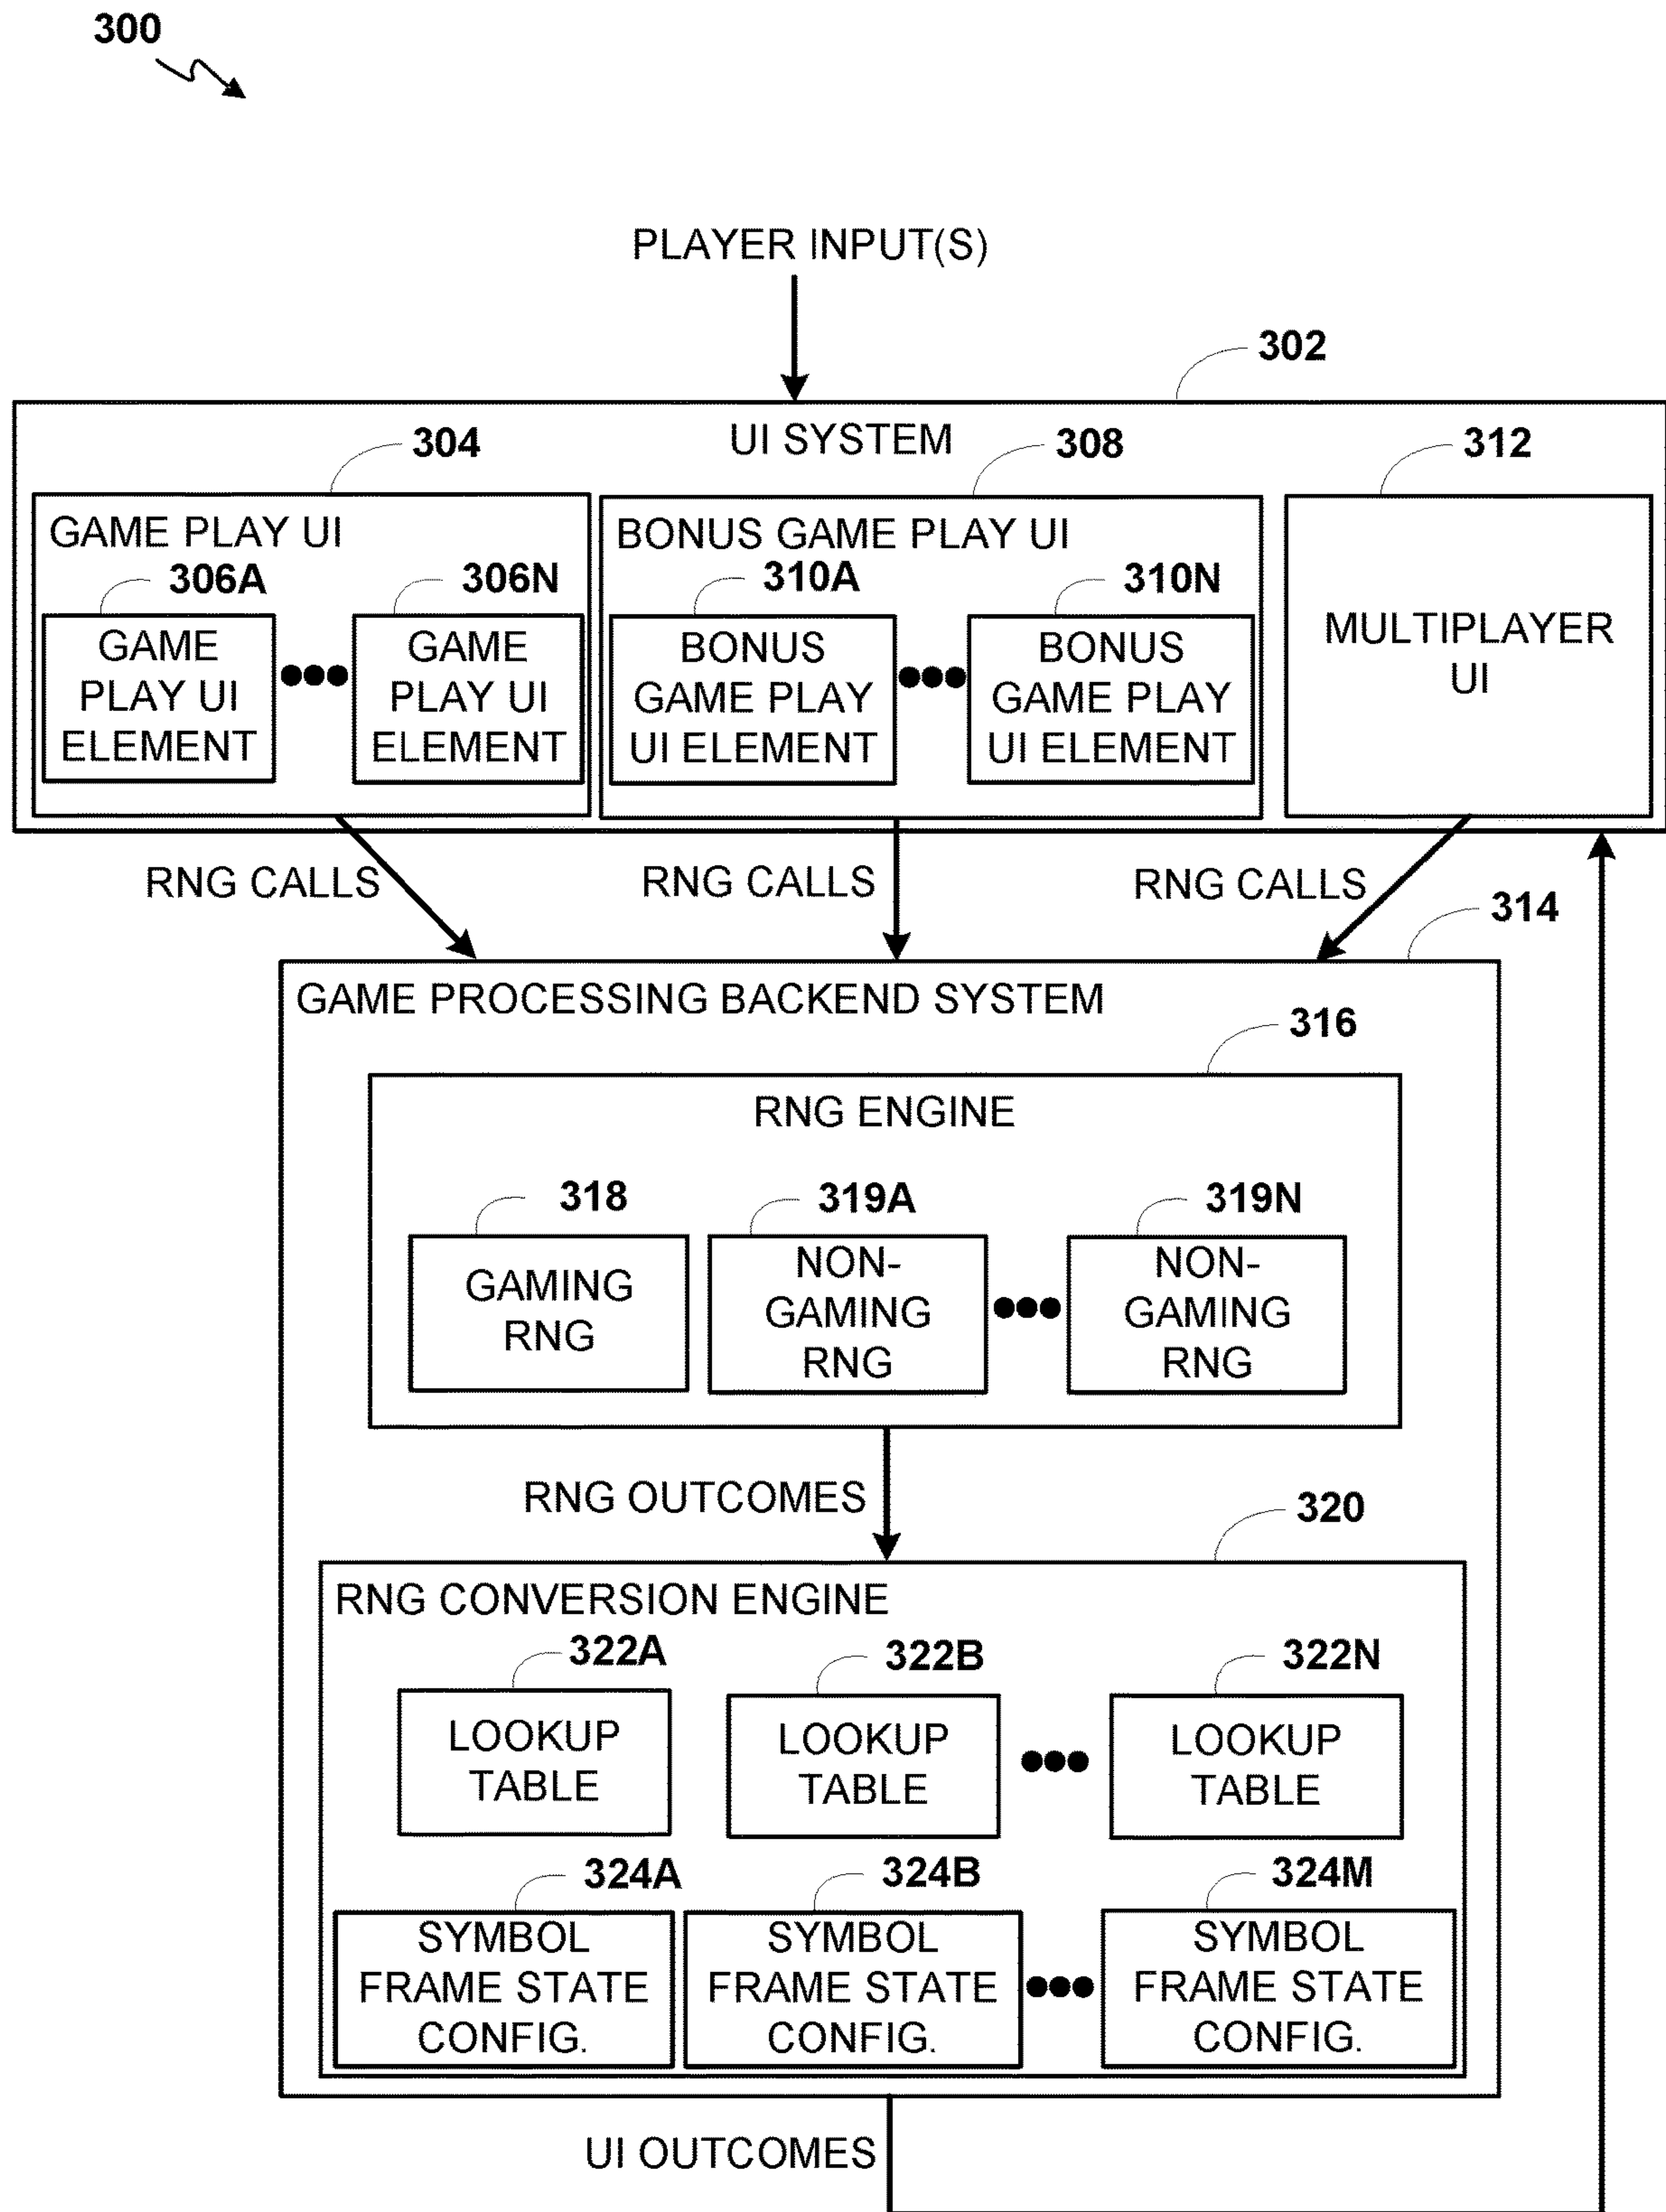 300
PLAYER INPUT(S)
302
UI SYSTEM
304
308
312
GAME PLAY UI
BONUS GAME PLAY UI
306A
306N
310A
310N
GAME
PLAY UI
ELEMENT
GAME
PLAY UI
ELEMENT
BONUS
GAME PLAY
UI ELEMENT
BONUS
GAME PLAY
UI ELEMENT
MULTIPLAYER
UI
RNG CALLS
RNG CALLS
RNG CALLS
314
GAME PROCESSING BACKEND SYSTEM
316
RNG ENGINE
318
319A
319N
GAMING
RNG
NON-
GAMING
RNG
NON-
GAMING
RNG
RNG OUTCOMES
320
RNG CONVERSION ENGINE
322A
322B
322N
LOOKUP
TABLE
LOOKUP
TABLE
LOOKUP
TABLE
324A
324B
324M
SYMBOL
FRAME STATE
CONFIG.
SYMBOL
FRAME STATE
CONFIG.
SYMBOL
FRAME STATE
CONFIG.
UI OUTCOMES